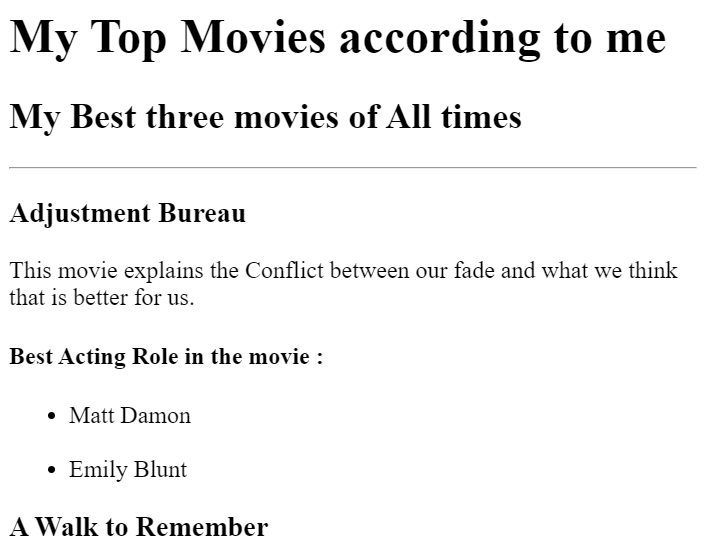 My Top Movies according to me
My Best three movies of All times
Adjustment Bureau
This movie explains the Conflict between our fade and what we think
that is better for us.
Best Acting Role in the movie :
• Matt Damon
• Emily Blunt
A Walk to Remember